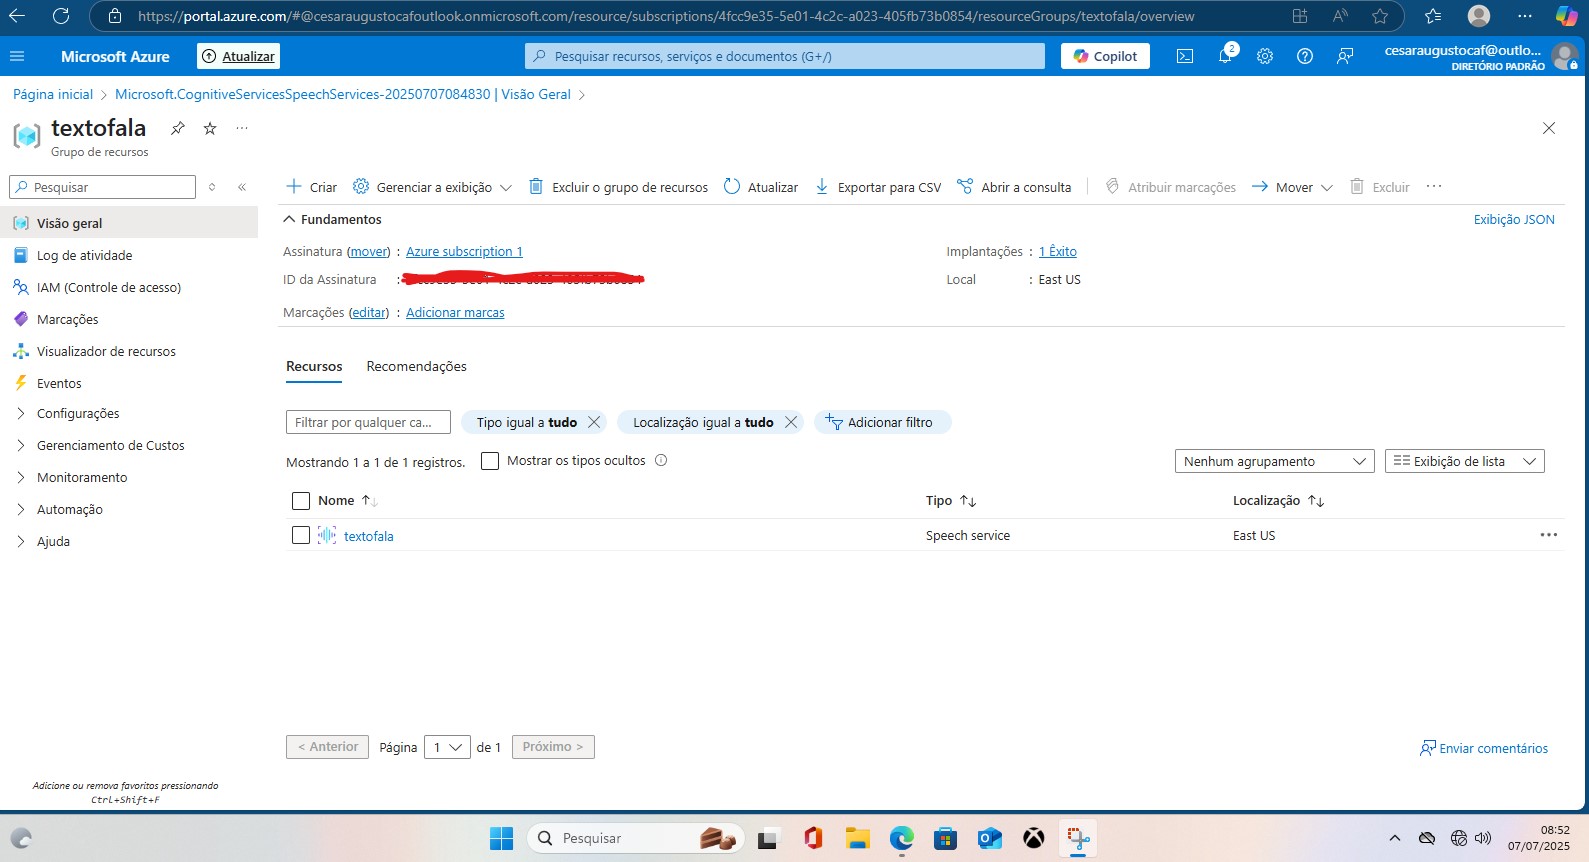 https://portal.azure.com/#@cesaraugustocafoutlook.onmicrosoft.com/resource/subscriptions/4fcc9e35-5e01-4c2c-a023-405fb73b0854/resourceGroups/textofala/overview
Microsoft Azure
Atualizar
Pesquisar recursos, serviços e documentos (G+/)
Copilot
2
cesaraugustocaf@outlo...
DIRETÓRIO PADRÃO
Página inicial > Microsoft.CognitiveServicesSpeechServices-20250707084830 | Visão Geral >
textofala
Grupo de recursos
Pesquisar
Criar Gerenciar a exibição Excluir o grupo de recursos Atualizar Exportar para CSV Abrir a consulta Atribuir marcações Mover Excluir
Visão geral
Log de atividade
IAM (Controle de acesso)
Marcações
Visualizador de recursos
Eventos
Configurações
Gerenciamento de Custos
Monitoramento
Automação
Ajuda
Fundamentos
Exibição JSON
Assinatura (mover) : Azure subscription 1
Implantações : 1 Êxito
ID da Assinatura :
Local : East US
Marcações (editar) : Adicionar marcas
Recursos Recomendações
Filtrar por qualquer ca... Tipo igual a tudo Localização igual a tudo Adicionar filtro
Mostrando 1 a 1 de 1 registros. Mostrar os tipos ocultos
Nenhum agrupamento Exibição de lista
Nome Tipo Localização
textofala Speech service East US
< Anterior Página 1 de 1 Próximo >
Enviar comentários
Adicione ou remova favoritos pressionando
Ctrl+Shift+F
Pesquisar
08:52
07/07/2025